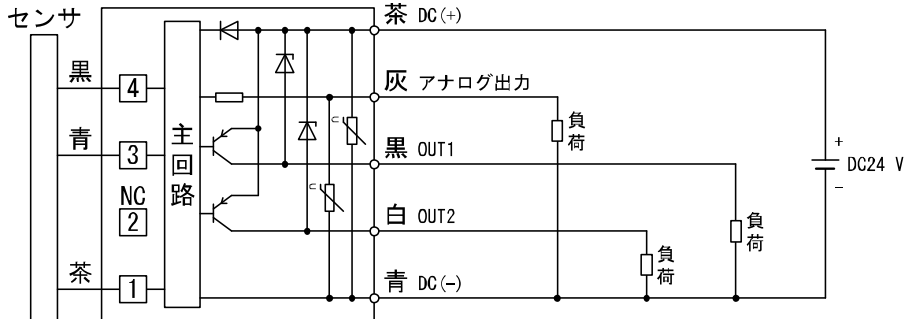 センサ
茶 DC(+)
黒
4
灰 アナログ出力
負荷
青
3
主回路
黒 OUT1
+
DC24 V
-
NC
2
白 OUT2
負荷
負荷
茶
1
青 DC(-)
U
U